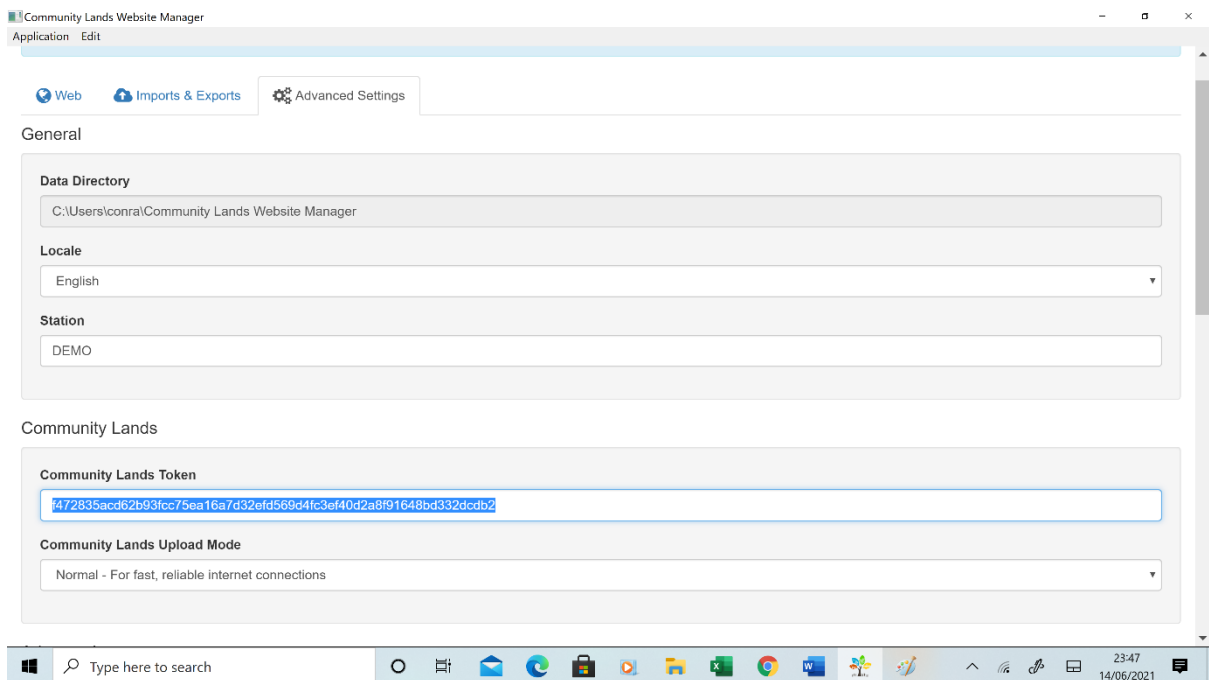 Community Lands Website Manager
Application Edit
Web Imports & Exports Advanced Settings
General
Data Directory
C:\Users\conra\Community Lands Website Manager
Locale
English
Station
DEMO
Community Lands
Community Lands Token
f472835acd62b93fcc75ea16a7d32efd569d4fc3ef40d2a8f91648bd332dcdb2
Community Lands Upload Mode
Normal - For fast, reliable internet connections
Type here to search
23:47
14/06/2021